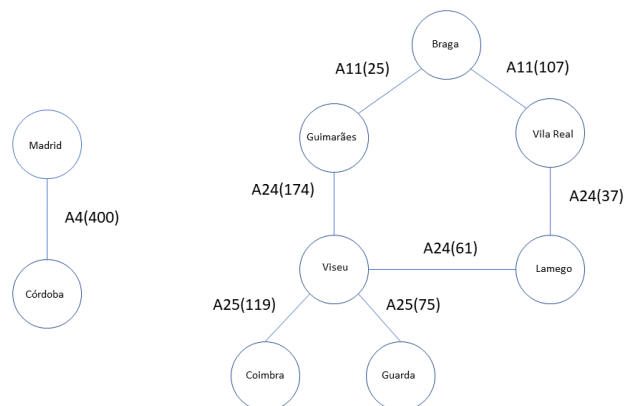 Braga
A11(25)
A11(107)
Madrid
Guimarães
Vila Real
A24(174)
A24(37)
A4(400)
A24(61)
Viseu
Lamego
Córdoba
A25(119)
A25(75)
Coimbra
Guarda